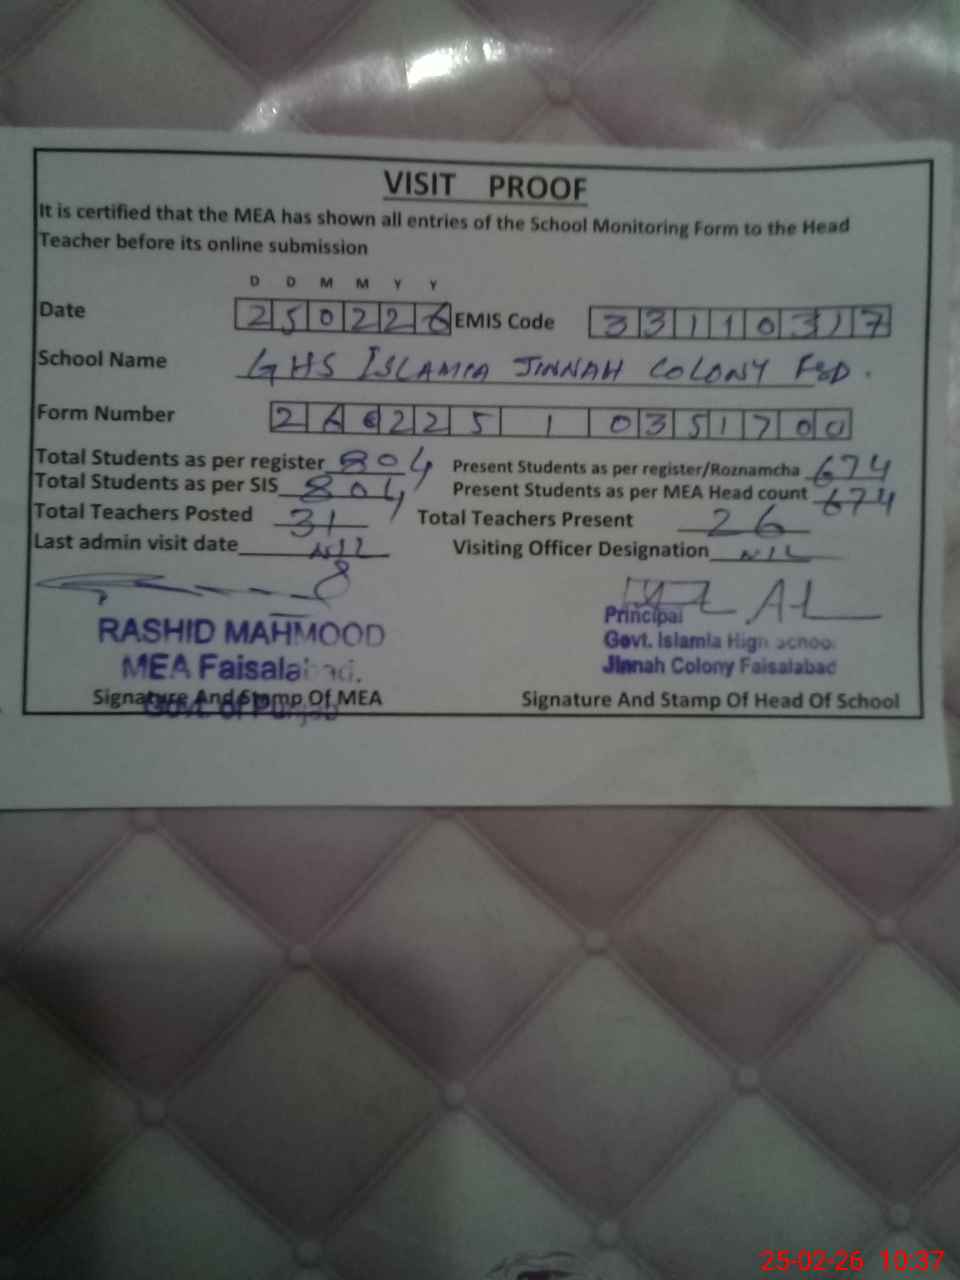 VISIT PROOF
It is certified that the MEA has shown all entries of the School Monitoring Form to the Head
Teacher before its online submission
D D M M Y Y
Date 250226 EMIS Code 33110317
School Name GHS ISLAMIA JINNAH COLONY FSD.
Form Number
Total Students as per register 804 Present Students as per register/Roznamcha 674
Total Students as per SIS 804 Present Students as per MEA Head count 674
Total Teachers Posted 31 Total Teachers Present 26
Last admin visit date NIL Visiting Officer Designation NIL
RASHID MAHMOOD
MEA Faisalabad.
Govt. of Punjab
Signature And Stamp Of MEA
Principal
Govt. Islamia High School
Jinnah Colony Faisalabad
Signature And Stamp Of Head Of School
25-02-26 10:37